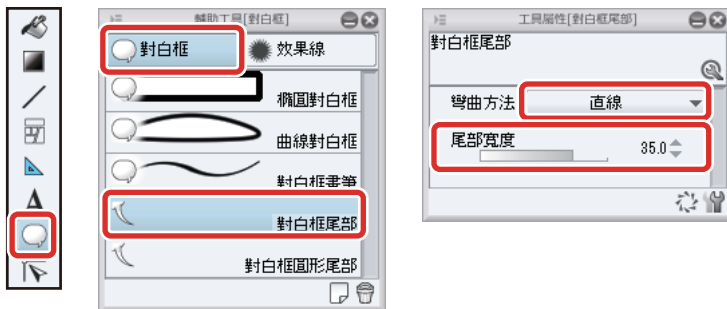 輔助工具[對白框]
對白框
效果線
橢圓對白框
曲線對白框
對白框畫筆
對白框尾部
對白框圓形尾部
工具屬性[對白框尾部]
對白框尾部
彎曲方法
直線
尾部寬度
35.0
A